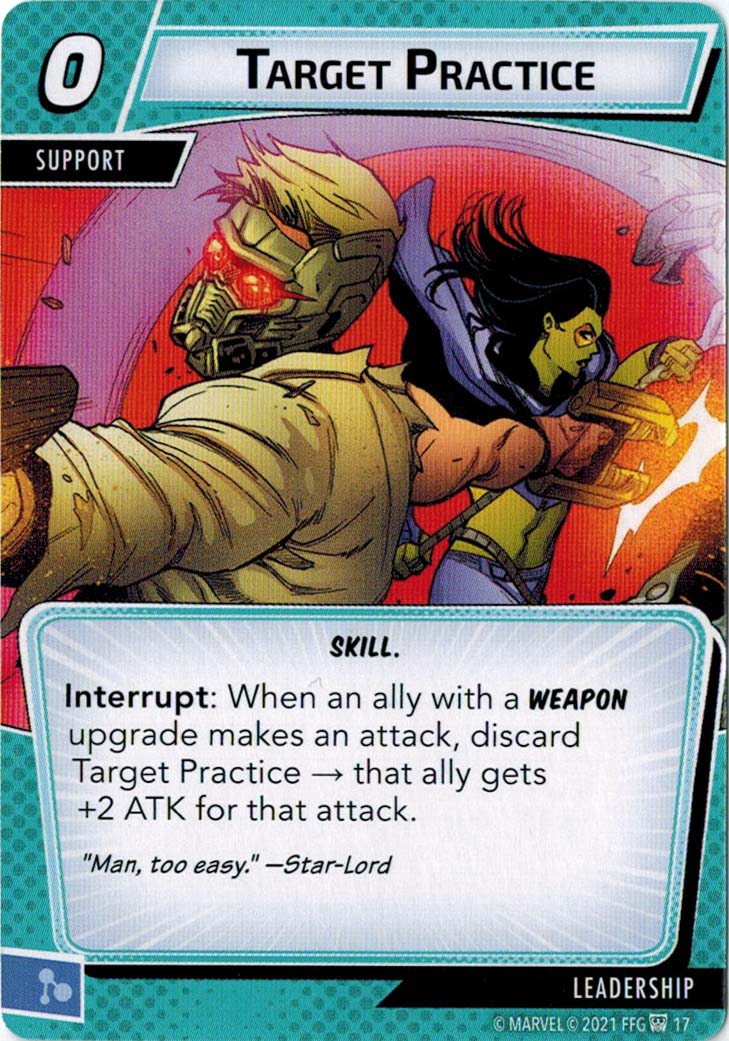 0
TARGET PRACTICE
SUPPORT
SKILL.
Interrupt: When an ally with a WEAPON
upgrade makes an attack, discard
Target Practice → that ally gets
+2 ATK for that attack.
"Man, too easy." —Star-Lord
LEADERSHIP
© MARVEL © 2021 FFG 17